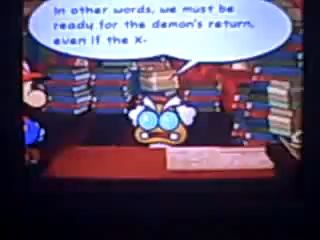 In other words, we must be
ready for the demon's return,
even if the X-